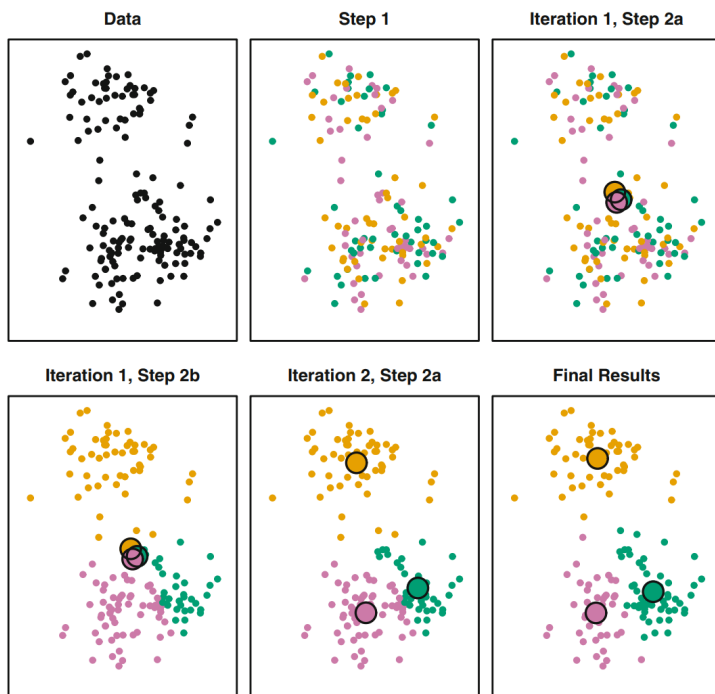 Data
Step 1
Iteration 1, Step 2a
Iteration 1, Step 2b
Iteration 2, Step 2a
Final Results